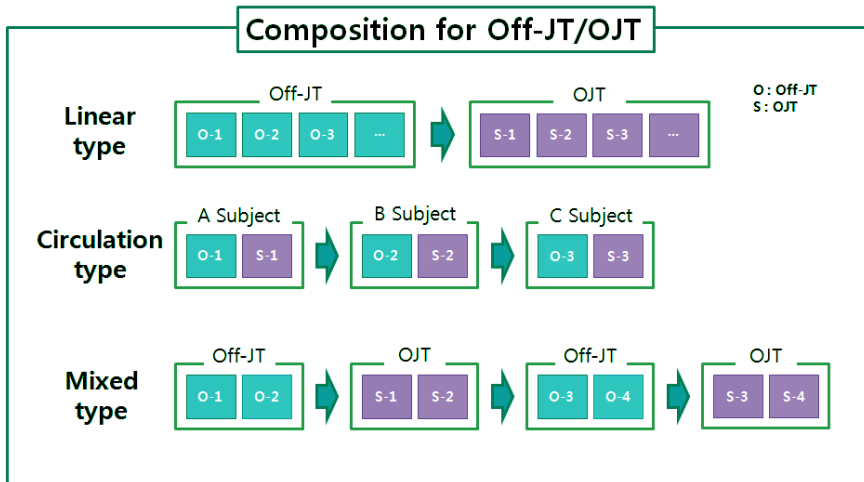 Composition for Off-JT/OJT
O : Off-JT
S : OJT
Linear
type
Off-JT
O-1 O-2 O-3 ...
OJT
S-1 S-2 S-3 ...
Circulation
type
A Subject
O-1 S-1
B Subject
O-2 S-2
C Subject
O-3 S-3
Mixed
type
Off-JT
O-1 O-2
OJT
S-1 S-2
Off-JT
O-3 O-4
OJT
S-3 S-4